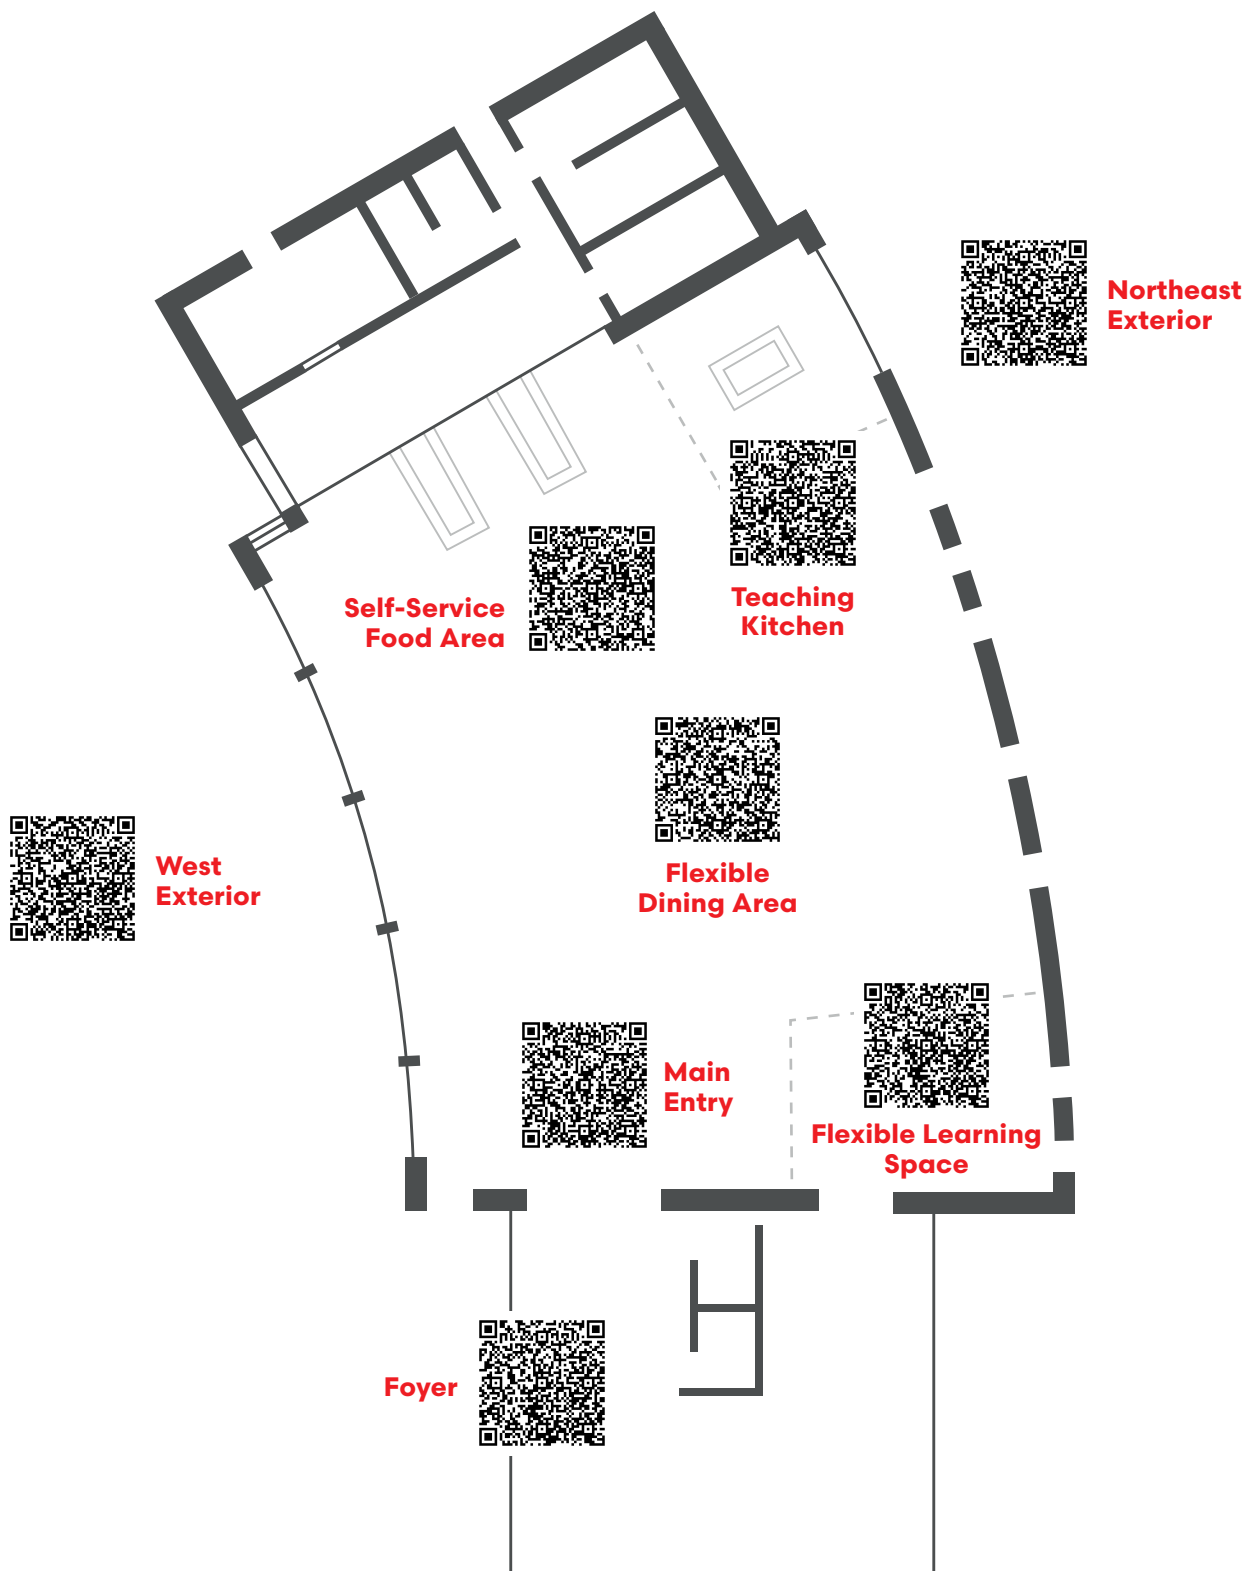 Northeast
Exterior
Self-Service
Food Area
Teaching
Kitchen
West
Exterior
Flexible
Dining Area
Main
Entry
Flexible Learning
Space
Foyer